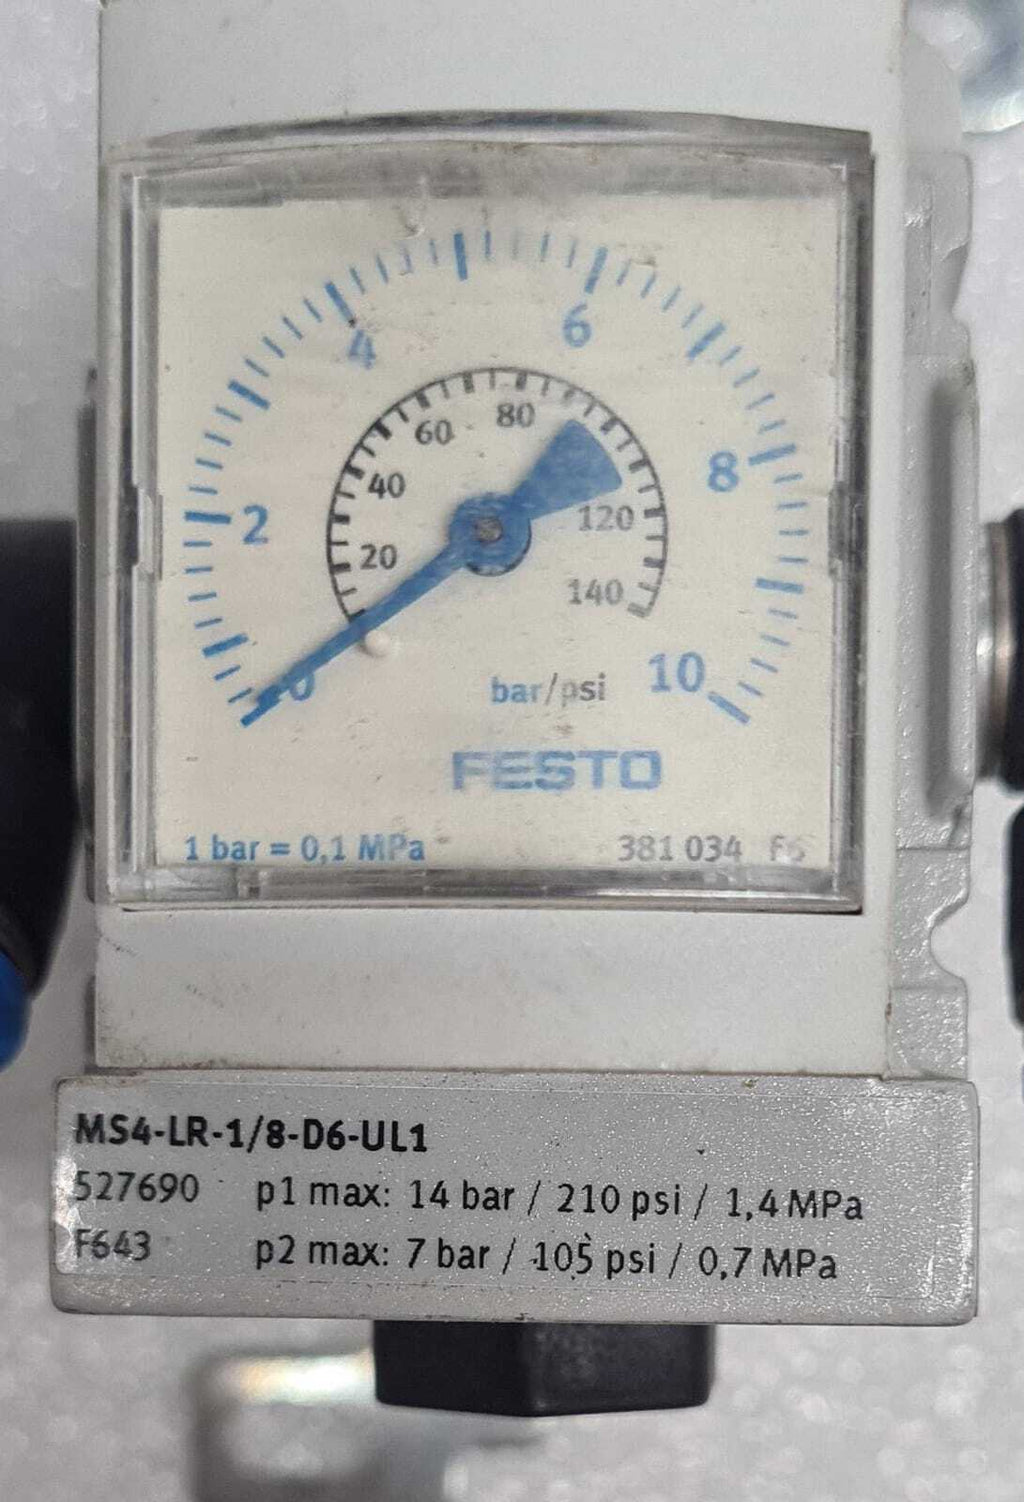 4
6
60 80
40
8
2
120
20
140
0
bar/psi
10
FESTO
1 bar = 0,1 MPa
381 034 F6
MS4-LR-1/8-D6-UL1
527690 p1 max: 14 bar / 210 psi / 1,4 MPa
F643 p2 max: 7 bar / 105 psi / 0,7 MPa